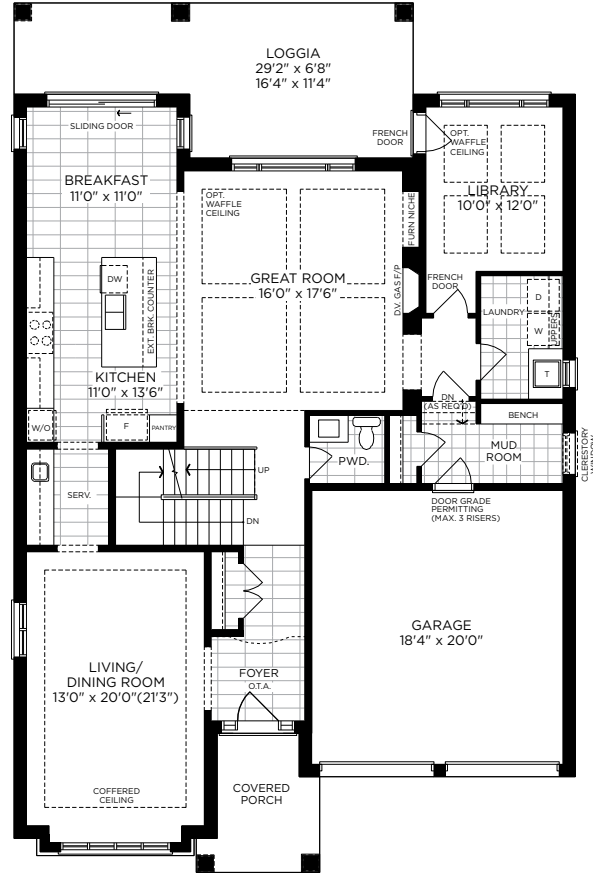 LOGGIA
29'2" x 6'8"
16'4" x 11'4"
SLIDING DOOR
FRENCH
DOOR
OPT.
WAFFLE
CEILING
BREAKFAST
11'0" x 11'0"
OPT.
WAFFLE
CEILING
FURN NICHE
LIBRARY
10'0" x 12'0"
GREAT ROOM
16'0" x 17'6"
D.V. GAS F/P
FRENCH
DOOR
DW
EXT. BRK. COUNTER
LAUNDRY
D
W
UPPERS
T
KITCHEN
11'0" x 13'6"
W/O
F
PANTRY
DN
(AS REQ'D)
BENCH
MUD
ROOM
CLERESTORY
WINDOW
PWD.
SERV.
UP
DN
DOOR GRADE
PERMITTING
(MAX. 3 RISERS)
GARAGE
18'4" x 20'0"
LIVING/
DINING ROOM
13'0" x 20'0"(21'3")
FOYER
O.T.A.
COFFERED
CEILING
COVERED
PORCH